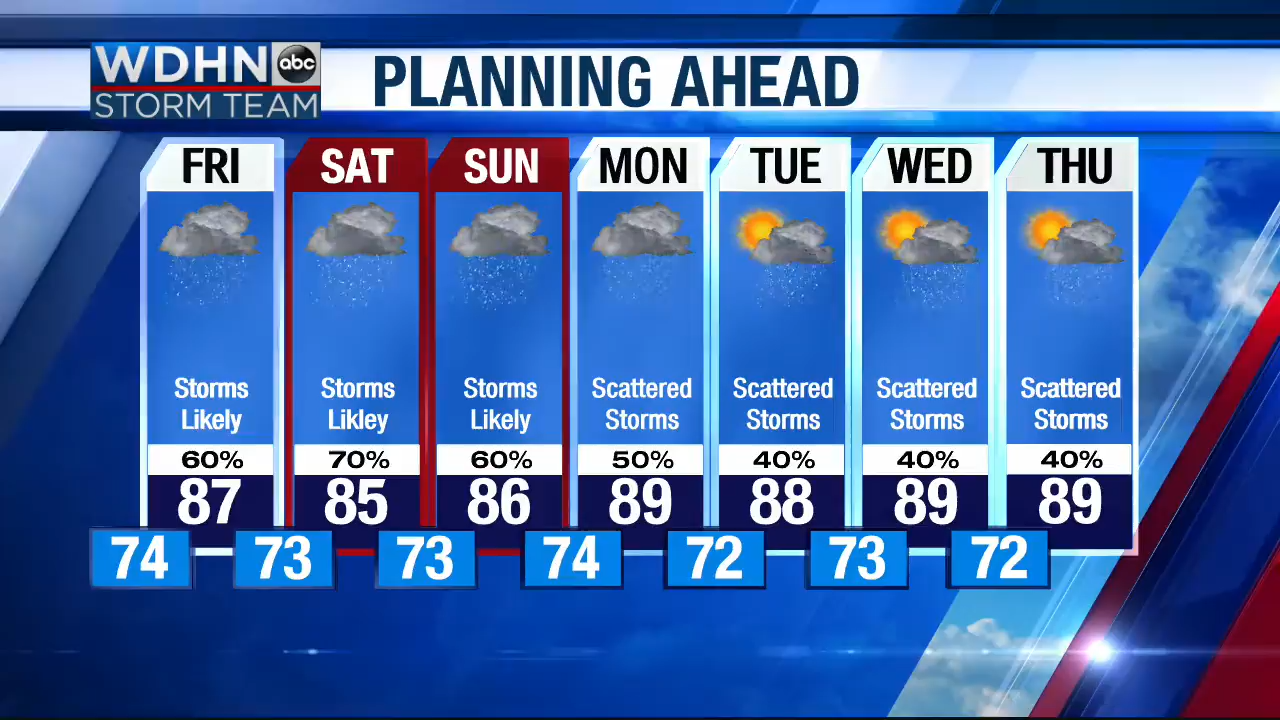 WDHN abc
STORM TEAM
PLANNING AHEAD
FRI SAT SUN MON TUE WED THU
Storms Storms Storms Scattered Scattered Scattered Scattered
Likely Likley Likely Storms Storms Storms Storms
60% 70% 60% 50% 40% 40% 40%
87 85 86 89 88 89 89
74 73 73 74 72 73 72